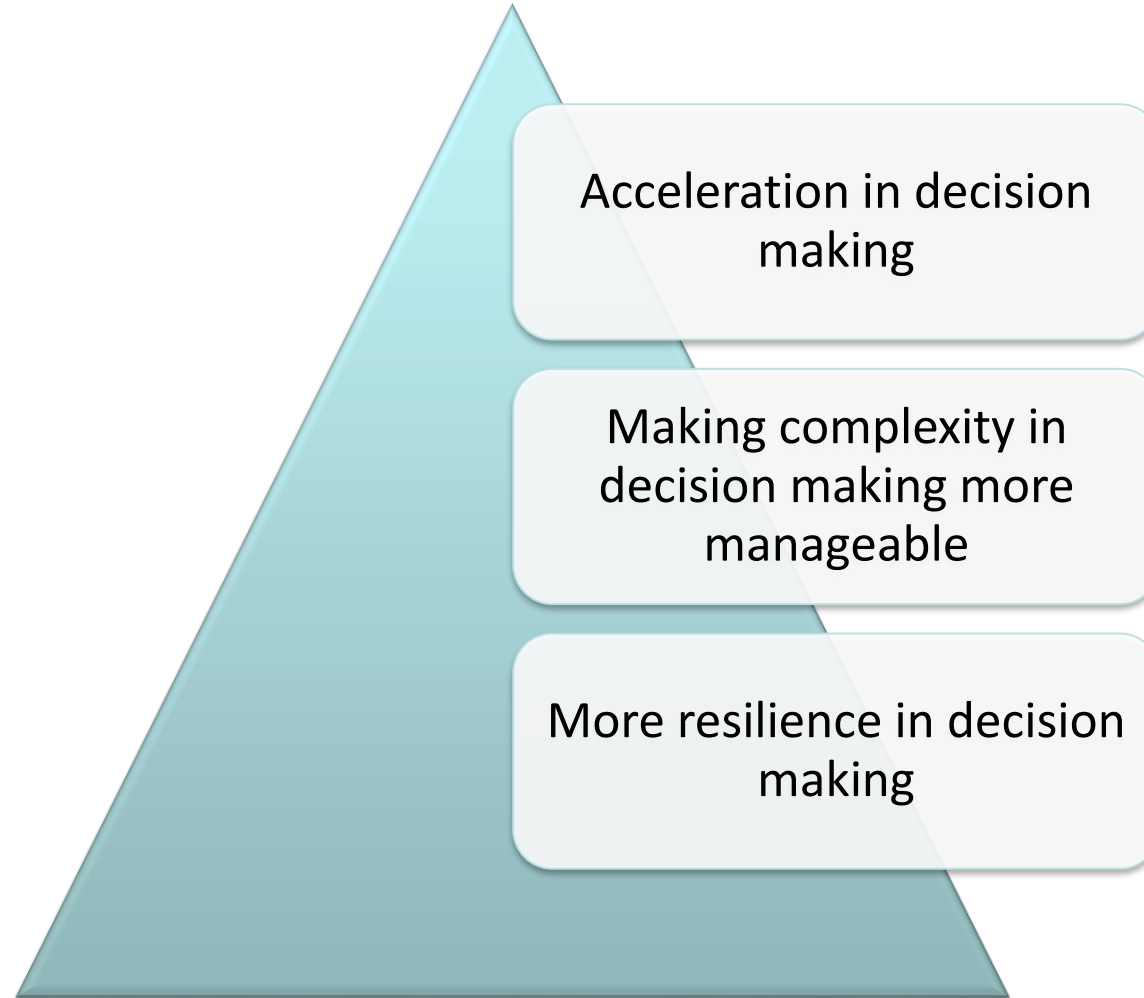 Acceleration in decision
making
Making complexity in
decision making more
manageable
More resilience in decision
making